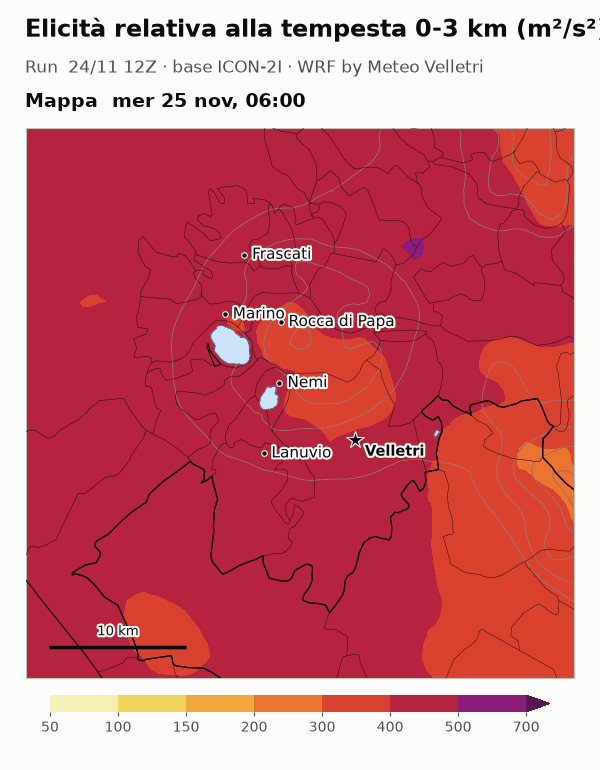 Elicità relativa alla tempesta 0-3 km (m²/s²)
Run 24/11 12Z · base ICON-2I · WRF by Meteo Velletri
Mappa mer 25 nov, 06:00
Frascati
Marino
Rocca di Papa
Nemi
Velletri
Lanuvio
10 km
50 100 150 200 300 400 500 700